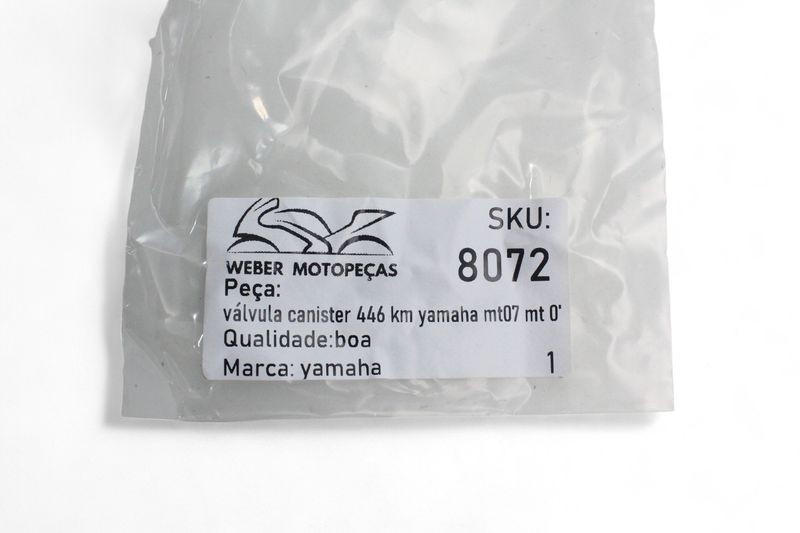 SKU:
8072
WEBER MOTOPEÇAS
Peça:
válvula canister 446 km yamaha mt07 mt 0'
Qualidade:boa
Marca: yamaha 1